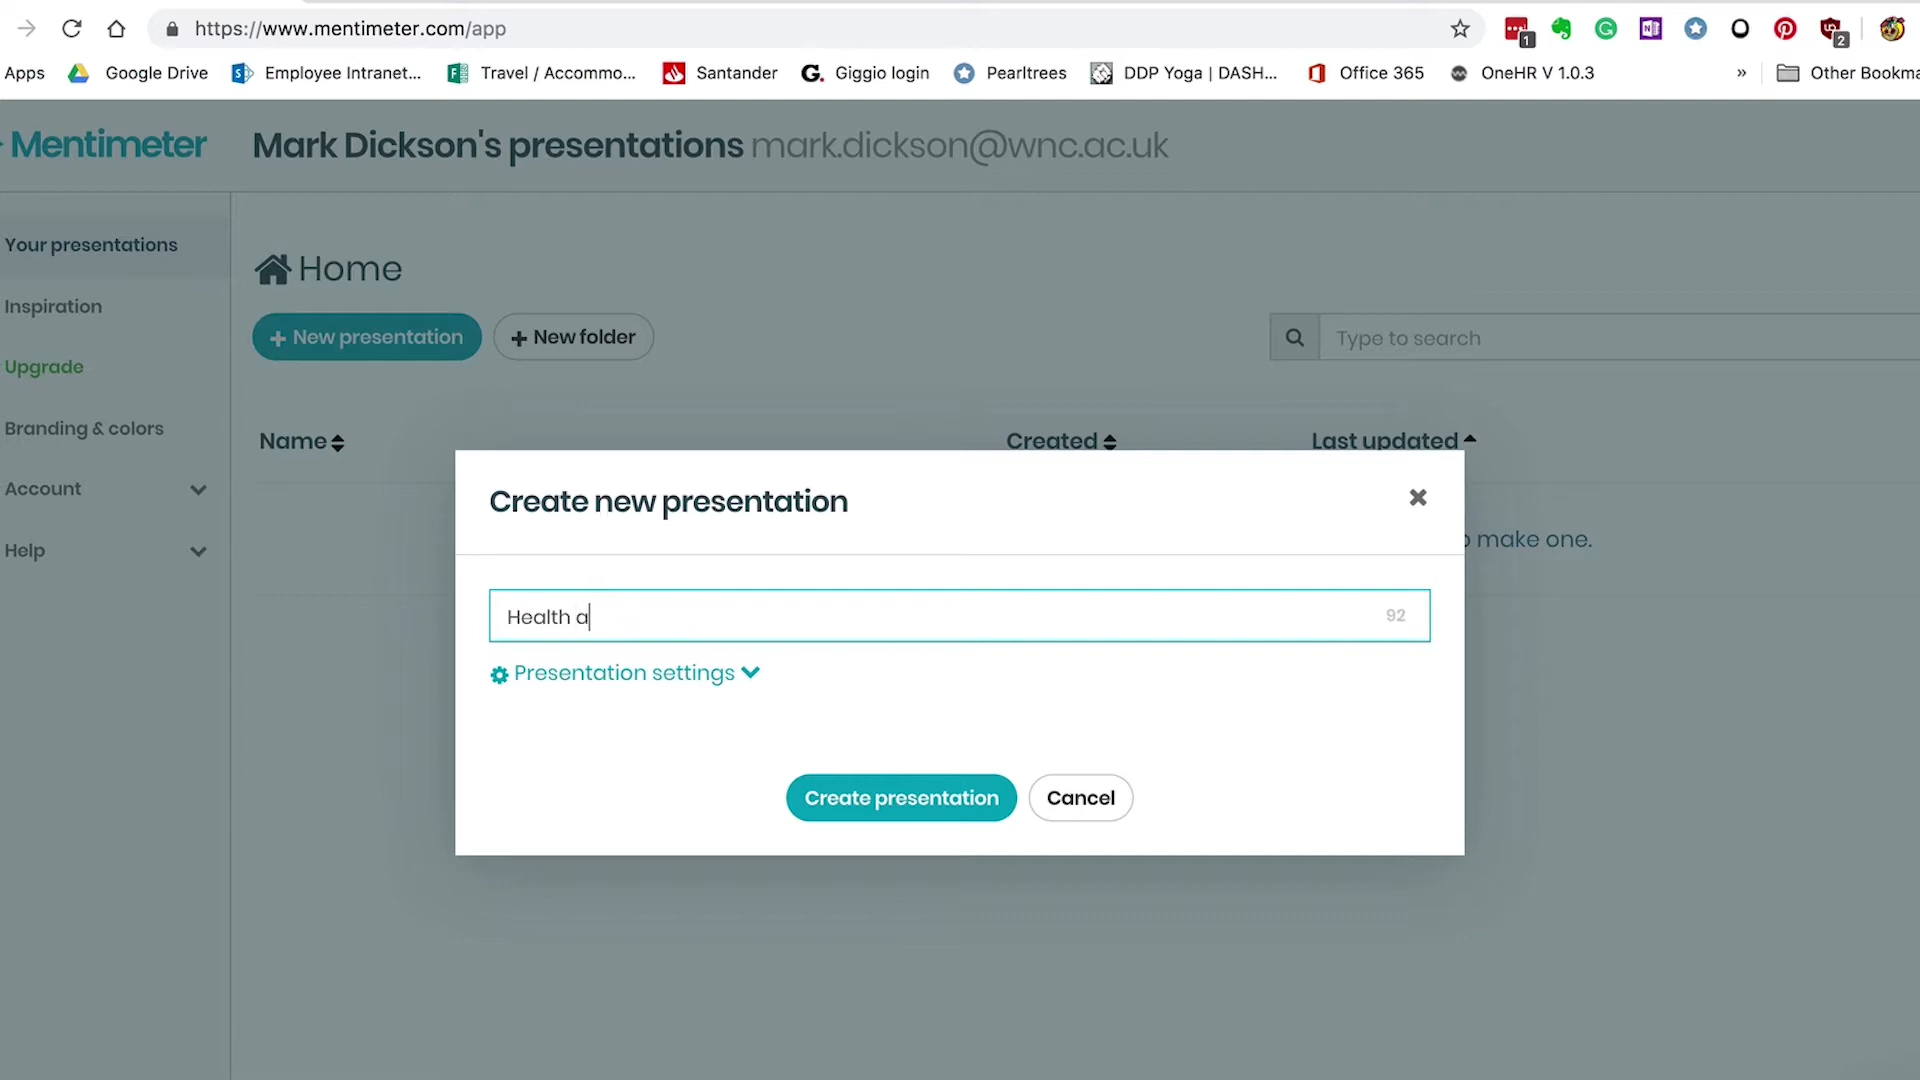 https://www.mentimeter.com/app
1
2
Apps Google Drive Employee Intranet... Travel / Accommo... Santander G. Giggio login Pearltrees DDP Yoga | DASH... Office 365 OneHR V 1.0.3 » Other Bookma
Mentimeter Mark Dickson's presentations mark.dickson@wnc.ac.uk
Your presentations
Home
Inspiration
+ New presentation + New folder Type to search
Upgrade
Branding & colors
Name Created Last updated
Account
Create new presentation
make one.
Help
Health a 92
Presentation settings
Create presentation Cancel